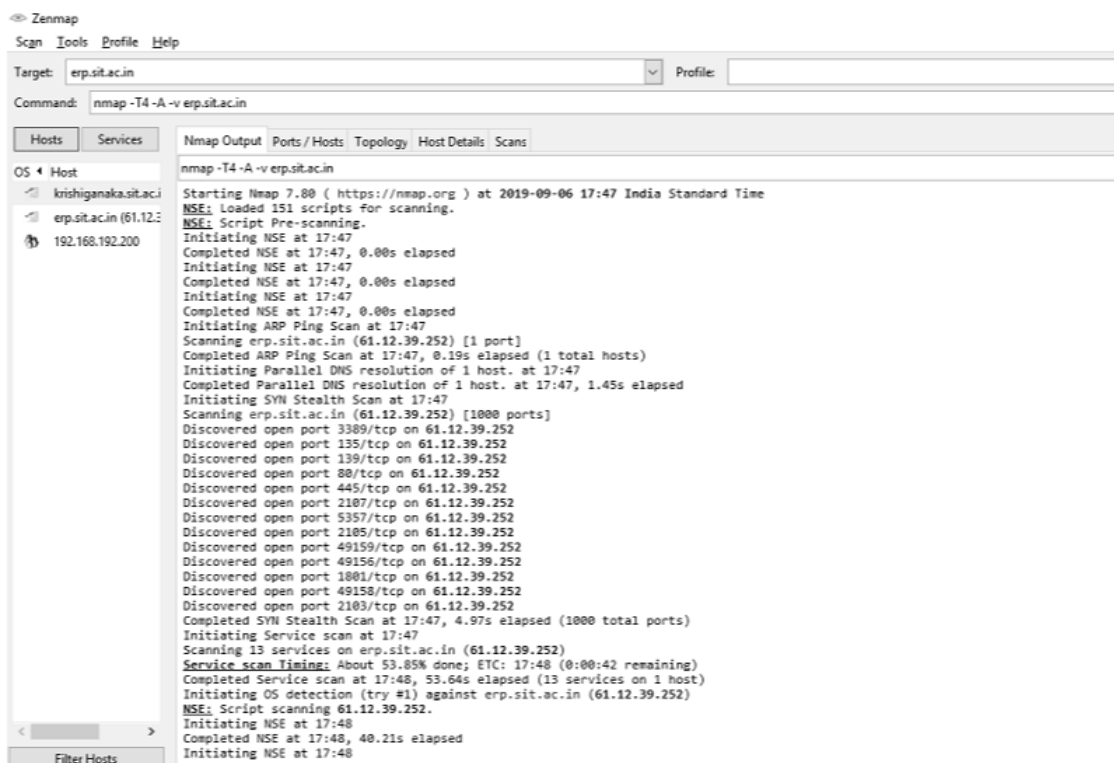 Zenmap
Scan Tools Profile Help
Target: erp.sit.ac.in Profile:
Command: nmap -T4 -A -v erp.sit.ac.in
Hosts Services
Nmap Output Ports / Hosts Topology Host Details Scans
OS Host
krishiganaka.sit.ac.i
erp.sit.ac.in (61.12.3
192.168.192.200
nmap -T4 -A -v erp.sit.ac.in
Starting Nmap 7.80 ( https://nmap.org ) at 2019-09-06 17:47 India Standard Time
NSE: Loaded 151 scripts for scanning.
NSE: Script Pre-scanning.
Initiating NSE at 17:47
Completed NSE at 17:47, 0.00s elapsed
Initiating NSE at 17:47
Completed NSE at 17:47, 0.00s elapsed
Initiating NSE at 17:47
Completed NSE at 17:47, 0.00s elapsed
Initiating ARP Ping Scan at 17:47
Scanning erp.sit.ac.in (61.12.39.252) [1 port]
Completed ARP Ping Scan at 17:47, 0.19s elapsed (1 total hosts)
Initiating Parallel DNS resolution of 1 host. at 17:47
Completed Parallel DNS resolution of 1 host. at 17:47, 1.45s elapsed
Initiating SYN Stealth Scan at 17:47
Scanning erp.sit.ac.in (61.12.39.252) [1000 ports]
Discovered open port 3389/tcp on 61.12.39.252
Discovered open port 135/tcp on 61.12.39.252
Discovered open port 139/tcp on 61.12.39.252
Discovered open port 80/tcp on 61.12.39.252
Discovered open port 445/tcp on 61.12.39.252
Discovered open port 2107/tcp on 61.12.39.252
Discovered open port 5357/tcp on 61.12.39.252
Discovered open port 2105/tcp on 61.12.39.252
Discovered open port 49159/tcp on 61.12.39.252
Discovered open port 49156/tcp on 61.12.39.252
Discovered open port 1801/tcp on 61.12.39.252
Discovered open port 49158/tcp on 61.12.39.252
Discovered open port 2103/tcp on 61.12.39.252
Completed SYN Stealth Scan at 17:47, 4.97s elapsed (1000 total ports)
Initiating Service scan at 17:47
Scanning 13 services on erp.sit.ac.in (61.12.39.252)
Service scan Timing: About 53.85% done; ETC: 17:48 (0:00:42 remaining)
Completed Service scan at 17:48, 53.64s elapsed (13 services on 1 host)
Initiating OS detection (try #1) against erp.sit.ac.in (61.12.39.252)
NSE: Script scanning 61.12.39.252.
Initiating NSE at 17:48
Completed NSE at 17:48, 40.21s elapsed
Initiating NSE at 17:48
Filter Hosts